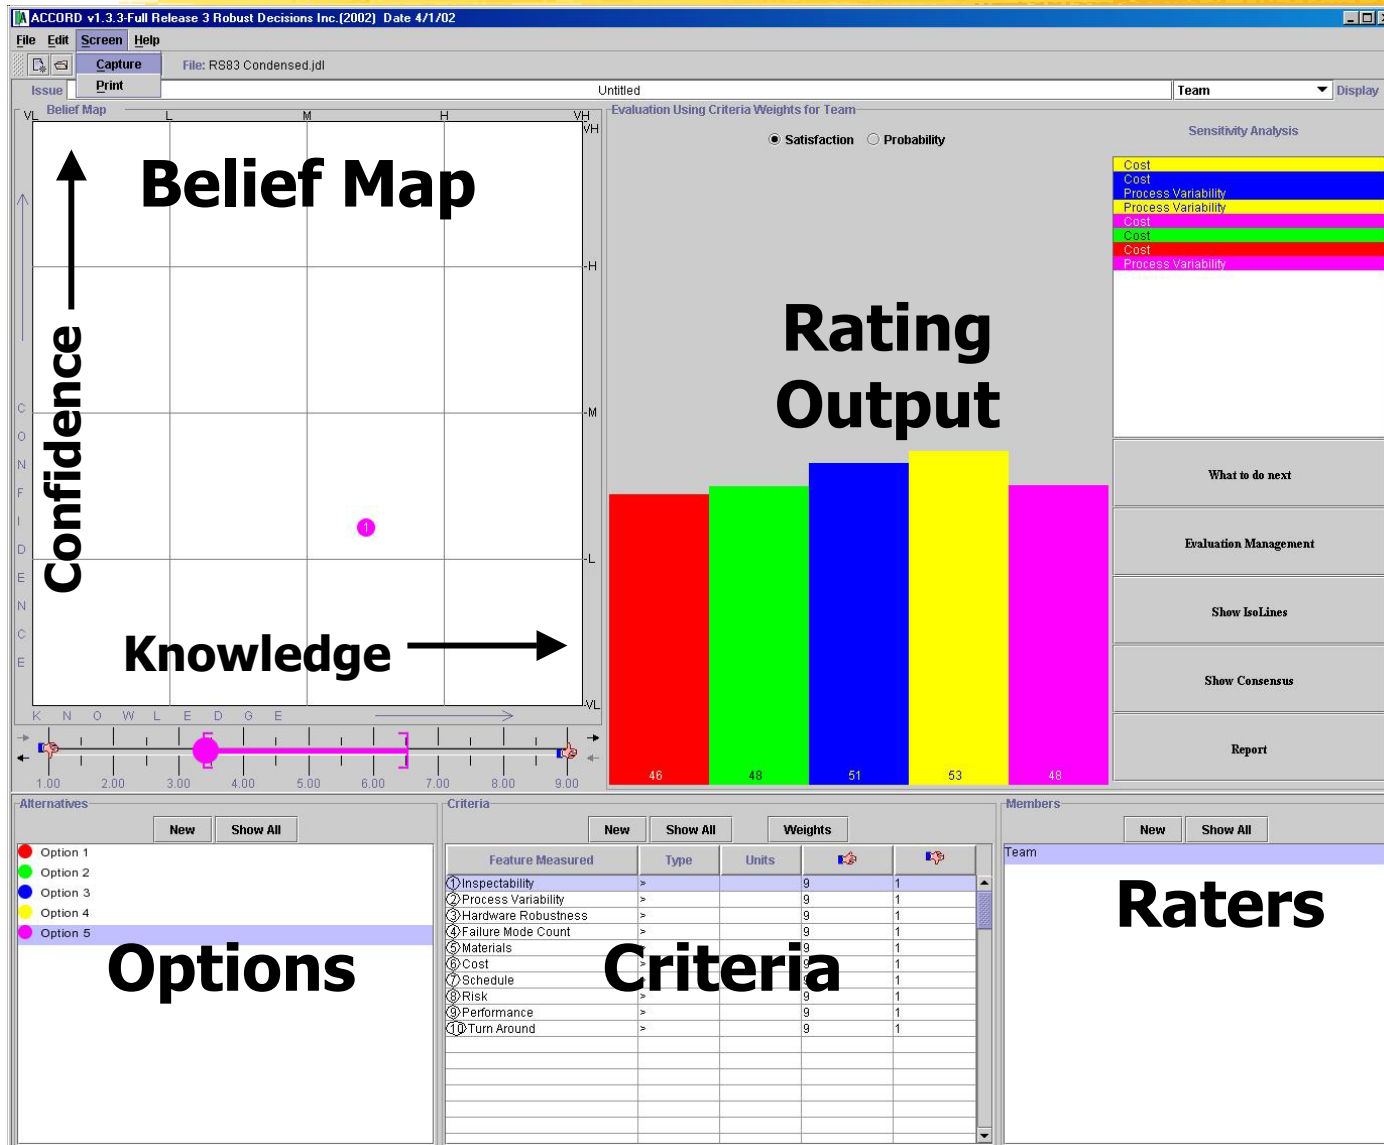 ACCORD v1.3.3-Full Release 3 Robust Decisions Inc.(2002) Date 4/1/02
File Edit Screen Help
Capture
File: RS83 Condensed.jdl
Print
Issue Untitled Team Display
Belief Map
VL L M H VH
VH
H
M
L
VL
Belief Map
Confidence
CONFIDENCE
1
Knowledge
KNOWLEDGE
1.00 2.00 3.00 4.00 5.00 6.00 7.00 8.00 9.00
Evaluation Using Criteria Weights for Team
Satisfaction Probability
Rating
Output
46 48 51 53 48
Sensitivity Analysis
Cost
Cost
Process Variability
Process Variability
Cost
Cost
Cost
Process Variability
What to do next
Evaluation Management
Show IsoLines
Show Consensus
Report
Alternatives
New Show All
Option 1
Option 2
Option 3
Option 4
Option 5
Options
Criteria
New Show All Weights
Feature Measured Type Units
1 Inspectability > 9 1
2 Process Variability > 9 1
3 Hardware Robustness > 9 1
4 Failure Mode Count > 9 1
5 Materials > 9 1
6 Cost > 9 1
7 Schedule > 9 1
8 Risk > 9 1
9 Performance > 9 1
10 Turn Around > 9 1
Criteria
Members
New Show All
Team
Raters